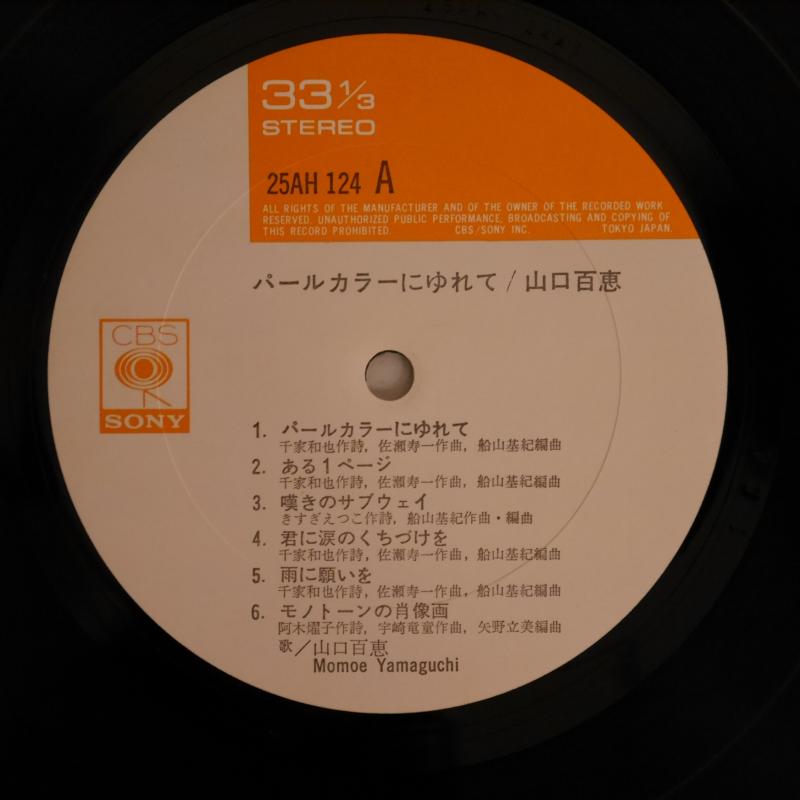 33 1/3
STEREO
25AH 124 A
ALL RIGHTS OF THE MANUFACTURER AND OF THE OWNER OF THE RECORDED WORK
RESERVED. UNAUTHORIZED PUBLIC PERFORMANCE, BROADCASTING AND COPYING OF
THIS RECORD PROHIBITED. CBS/SONY INC. TOKYO JAPAN.
パールカラーにゆれて/山口百恵
CBS
SONY
1. パールカラーにゆれて
千家和也作詩, 佐瀬寿一作曲, 船山基紀編曲
2. ある1ページ
千家和也作詩, 佐瀬寿一作曲, 船山基紀編曲
3. 嘆きのサブウェイ
きすぎえつこ作詩, 船山基紀作曲・編曲
4. 君に涙のくちづけを
千家和也作詩, 佐瀬寿一作曲, 船山基紀編曲
5. 雨に願いを
千家和也作詩, 佐瀬寿一作曲, 船山基紀編曲
6. モノトーンの肖像画
阿木燿子作詩, 宇崎竜童作曲, 矢野立美編曲
歌/山口百恵
Momoe Yamaguchi